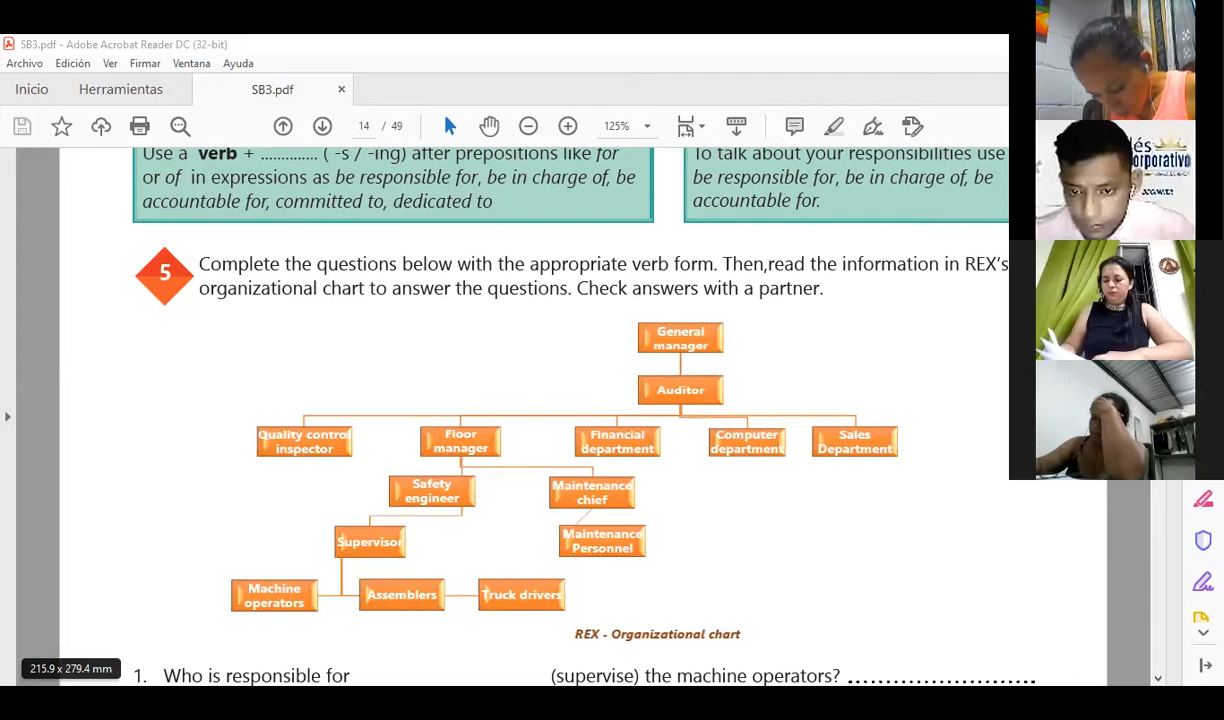 SB3.pdf - Adobe Acrobat Reader DC (32-bit)
Archivo Edición Ver Firmar Ventana Ayuda
Inicio Herramientas SB3.pdf ×
14 / 49 125%
Use a verb + .............. ( -s / -ing) after prepositions like for
or of in expressions as be responsible for, be in charge of, be
accountable for, committed to, dedicated to
To talk about your responsibilities use
be responsible for, be in charge of, be
accountable for.
5
Complete the questions below with the appropriate verb form. Then,read the information in REX's
organizational chart to answer the questions. Check answers with a partner.
General
manager
Auditor
Quality control
inspector
Floor
manager
Financial
department
Computer
department
Sales
Department
Safety
engineer
Maintenance
chief
Supervisor
Maintenance
Personnel
Machine
operators
Assemblers
Truck drivers
REX - Organizational chart
215.9 x 279.4 mm
1. Who is responsible for (supervise) the machine operators? ..............................
és
orporativo